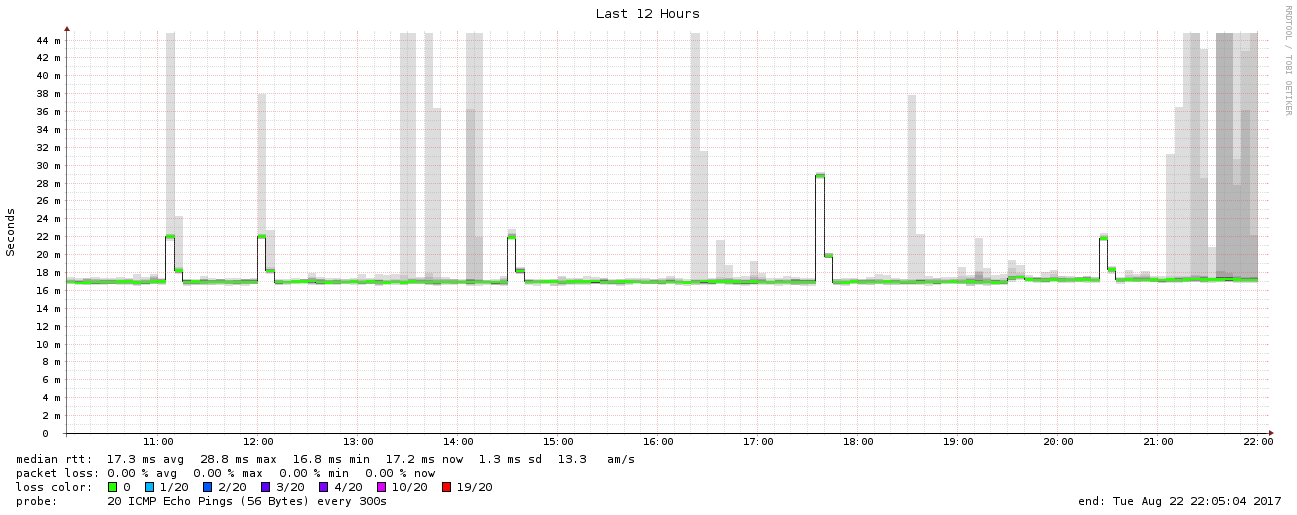 Last 12 Hours
RRDTOOL / TOBI OETIKER
Seconds
44 m
42 m
40 m
38 m
36 m
34 m
32 m
30 m
28 m
26 m
24 m
22 m
20 m
18 m
16 m
14 m
12 m
10 m
8 m
6 m
4 m
2 m
0
11:00 12:00 13:00 14:00 15:00 16:00 17:00 18:00 19:00 20:00 21:00 22:00
median rtt: 17.3 ms avg 28.8 ms max 16.8 ms min 17.2 ms now 1.3 ms sd 13.3 am/s
packet loss: 0.00 % avg 0.00 % max 0.00 % min 0.00 % now
loss color: 0 1/20 2/20 3/20 4/20 10/20 19/20
probe: 20 ICMP Echo Pings (56 Bytes) every 300s end: Tue Aug 22 22:05:04 2017